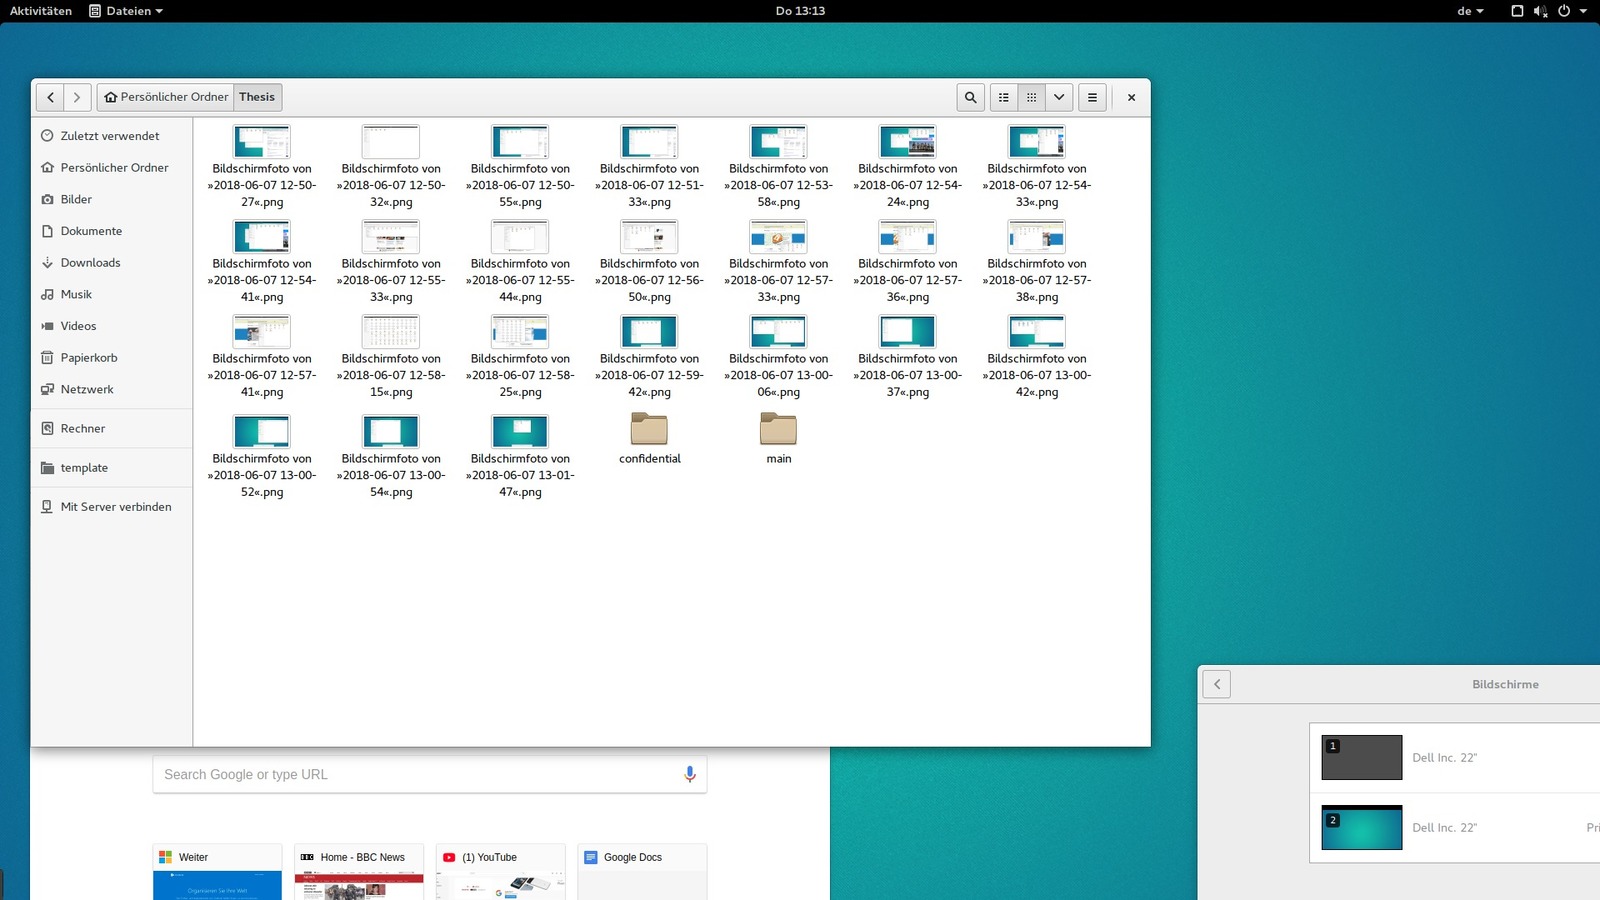 Aktivitäten Dateien Do 13:13 de
Persönlicher Ordner Thesis
Zuletzt verwendet
Persönlicher Ordner
Bilder
Dokumente
Downloads
Musik
Videos
Papierkorb
Netzwerk
Rechner
template
Mit Server verbinden
Bildschirmfoto von Bildschirmfoto von Bildschirmfoto von Bildschirmfoto von Bildschirmfoto von Bildschirmfoto von Bildschirmfoto von
»2018-06-07 12-50- »2018-06-07 12-50- »2018-06-07 12-50- »2018-06-07 12-51- »2018-06-07 12-53- »2018-06-07 12-54- »2018-06-07 12-54-
27«.png 32«.png 55«.png 33«.png 58«.png 24«.png 33«.png
Bildschirmfoto von Bildschirmfoto von Bildschirmfoto von Bildschirmfoto von Bildschirmfoto von Bildschirmfoto von Bildschirmfoto von
»2018-06-07 12-54- »2018-06-07 12-55- »2018-06-07 12-55- »2018-06-07 12-56- »2018-06-07 12-57- »2018-06-07 12-57- »2018-06-07 12-57-
41«.png 33«.png 44«.png 50«.png 33«.png 36«.png 38«.png
Bildschirmfoto von Bildschirmfoto von Bildschirmfoto von Bildschirmfoto von Bildschirmfoto von Bildschirmfoto von Bildschirmfoto von
»2018-06-07 12-57- »2018-06-07 12-58- »2018-06-07 12-58- »2018-06-07 12-59- »2018-06-07 13-00- »2018-06-07 13-00- »2018-06-07 13-00-
41«.png 15«.png 25«.png 42«.png 06«.png 37«.png 42«.png
Bildschirmfoto von Bildschirmfoto von Bildschirmfoto von confidential main
»2018-06-07 13-00- »2018-06-07 13-00- »2018-06-07 13-01-
52«.png 54«.png 47«.png
Bildschirme
1 Dell Inc. 22"
2 Dell Inc. 22" Pri
Search Google or type URL
Weiter BBC Home - BBC News (1) YouTube Google Docs
Organisieren Sie Ihre Welt